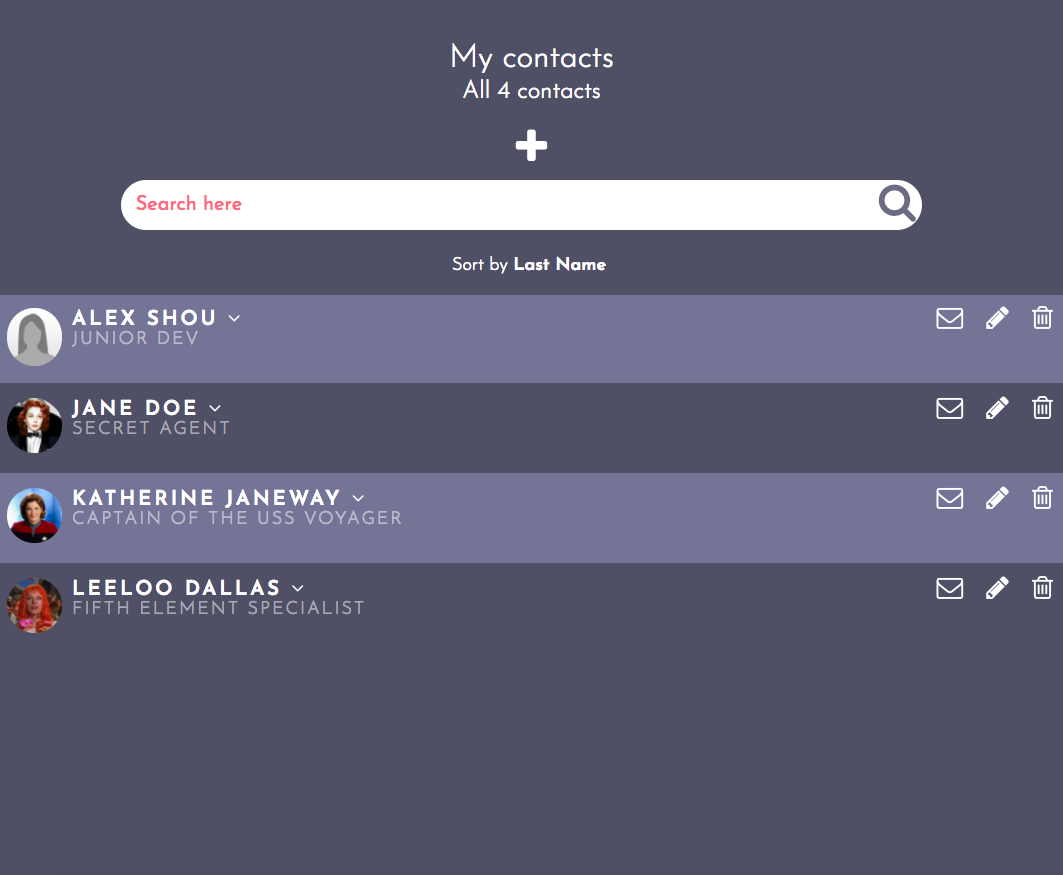 My contacts
All 4 contacts
Search here
Sort by Last Name
ALEX SHOU
JUNIOR DEV
JANE DOE
SECRET AGENT
KATHERINE JANEWAY
CAPTAIN OF THE USS VOYAGER
LEELOO DALLAS
FIFTH ELEMENT SPECIALIST